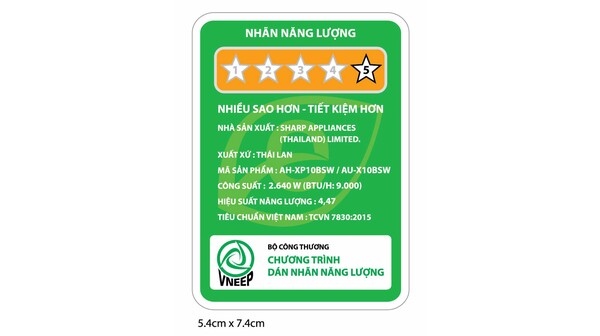 NHÃN NĂNG LƯỢNG
1 2 3 4 5
NHIỀU SAO HƠN - TIẾT KIỆM HƠN
NHÀ SẢN XUẤT : SHARP APPLIANCES
(THAILAND) LIMITED.
XUẤT XỨ : THÁI LAN
MÃ SẢN PHẨM : AH-XP10BSW / AU-X10BSW
CÔNG SUẤT : 2.640 W (BTU/H: 9.000)
HIỆU SUẤT NĂNG LƯỢNG : 4,47
TIÊU CHUẨN VIỆT NAM : TCVN 7830:2015
BỘ CÔNG THƯƠNG
CHƯƠNG TRÌNH
DÁN NHÃN NĂNG LƯỢNG
VNEEP
5.4cm x 7.4cm